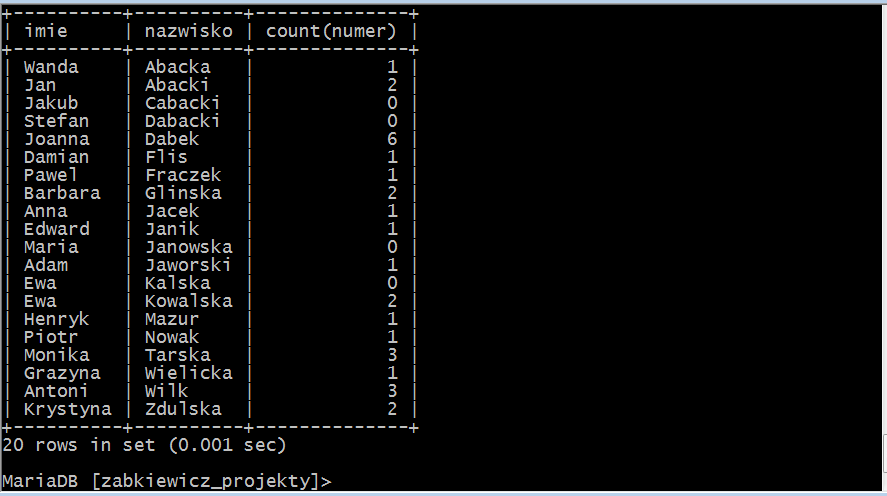 +----------+----------+--------------+
| imie     | nazwisko | count(numer) |
+----------+----------+--------------+
| Wanda    | Abacka   |            1 |
| Jan      | Abacki   |            2 |
| Jakub    | Cabacki  |            0 |
| Stefan   | Dabacki  |            0 |
| Joanna   | Dabek    |            6 |
| Damian   | Flis     |            1 |
| Pawel    | Fraczek  |            1 |
| Barbara  | Glinska  |            2 |
| Anna     | Jacek    |            1 |
| Edward   | Janik    |            1 |
| Maria    | Janowska |            0 |
| Adam     | Jaworski |            1 |
| Ewa      | Kalska   |            0 |
| Ewa      | Kowalska |            2 |
| Henryk   | Mazur    |            1 |
| Piotr    | Nowak    |            1 |
| Monika   | Tarska   |            3 |
| Grazyna  | Wielicka |            1 |
| Antoni   | Wilk     |            3 |
| Krystyna | Zdulska  |            2 |
+----------+----------+--------------+
20 rows in set (0.001 sec)
MariaDB [zabkiewicz_projekty]>